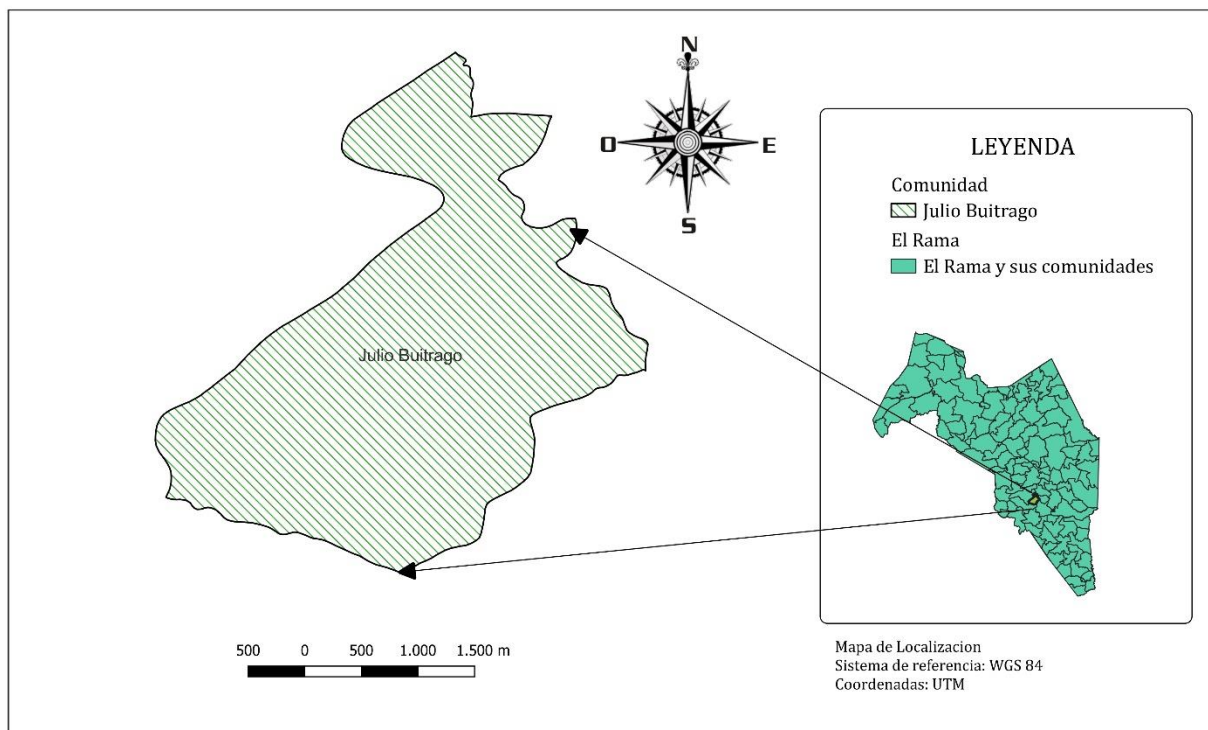 N
O
E
S
LEYENDA
Comunidad
Julio Buitrago
El Rama
El Rama y sus comunidades
Julio Buitrago
500 0 500 1.000 1.500 m
Mapa de Localizacion
Sistema de referencia: WGS 84
Coordenadas: UTM